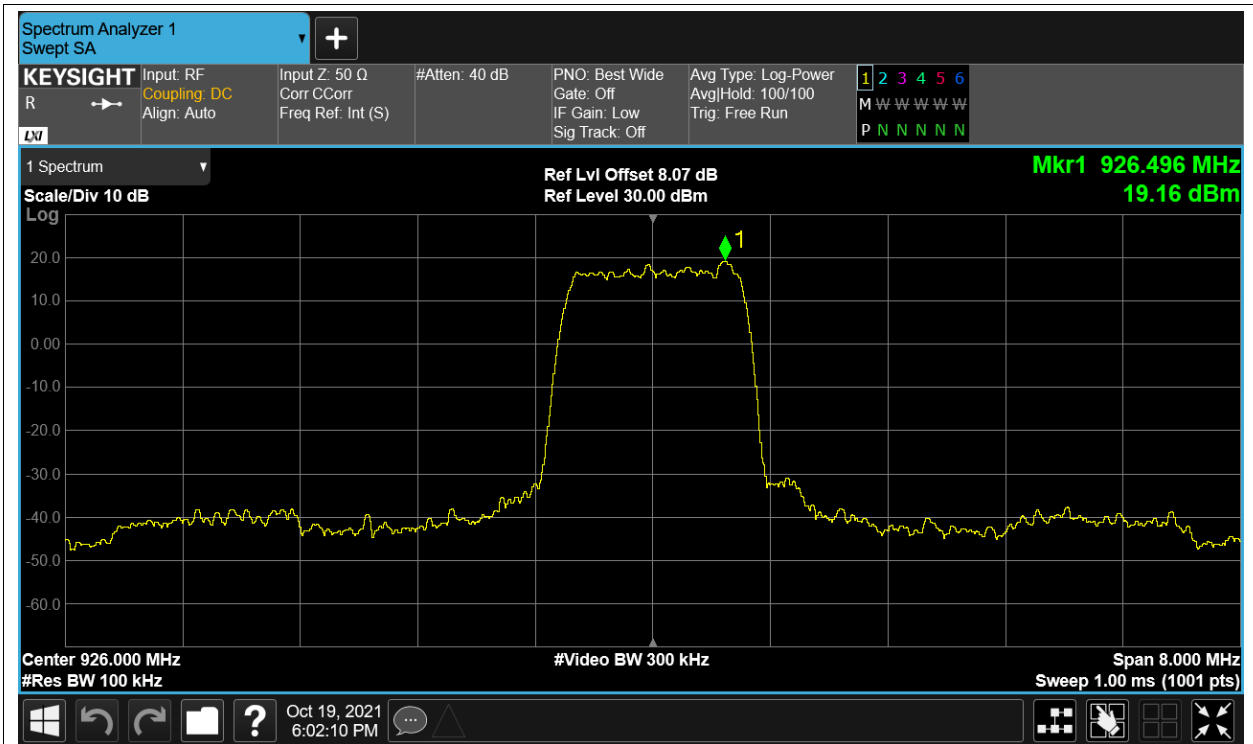 Spectrum Analyzer 1
Swept SA
KEYSIGHT
R
LXI
Input: RF
Coupling: DC
Align: Auto
Input Z: 50 Ω
Corr CCorr
Freq Ref: Int (S)
#Atten: 40 dB
PNO: Best Wide
Gate: Off
IF Gain: Low
Sig Track: Off
Avg Type: Log-Power
Avg|Hold: 100/100
Trig: Free Run
1 2 3 4 5 6
M W W W W W W
P N N N N N N
1 Spectrum
Scale/Div 10 dB
Log
Ref Lvl Offset 8.07 dB
Ref Level 30.00 dBm
Mkr1 926.496 MHz
19.16 dBm
1
20.0
10.0
0.00
-10.0
-20.0
-30.0
-40.0
-50.0
-60.0
Center 926.000 MHz
#Res BW 100 kHz
#Video BW 300 kHz
Span 8.000 MHz
Sweep 1.00 ms (1001 pts)
?
Oct 19, 2021
6:02:10 PM